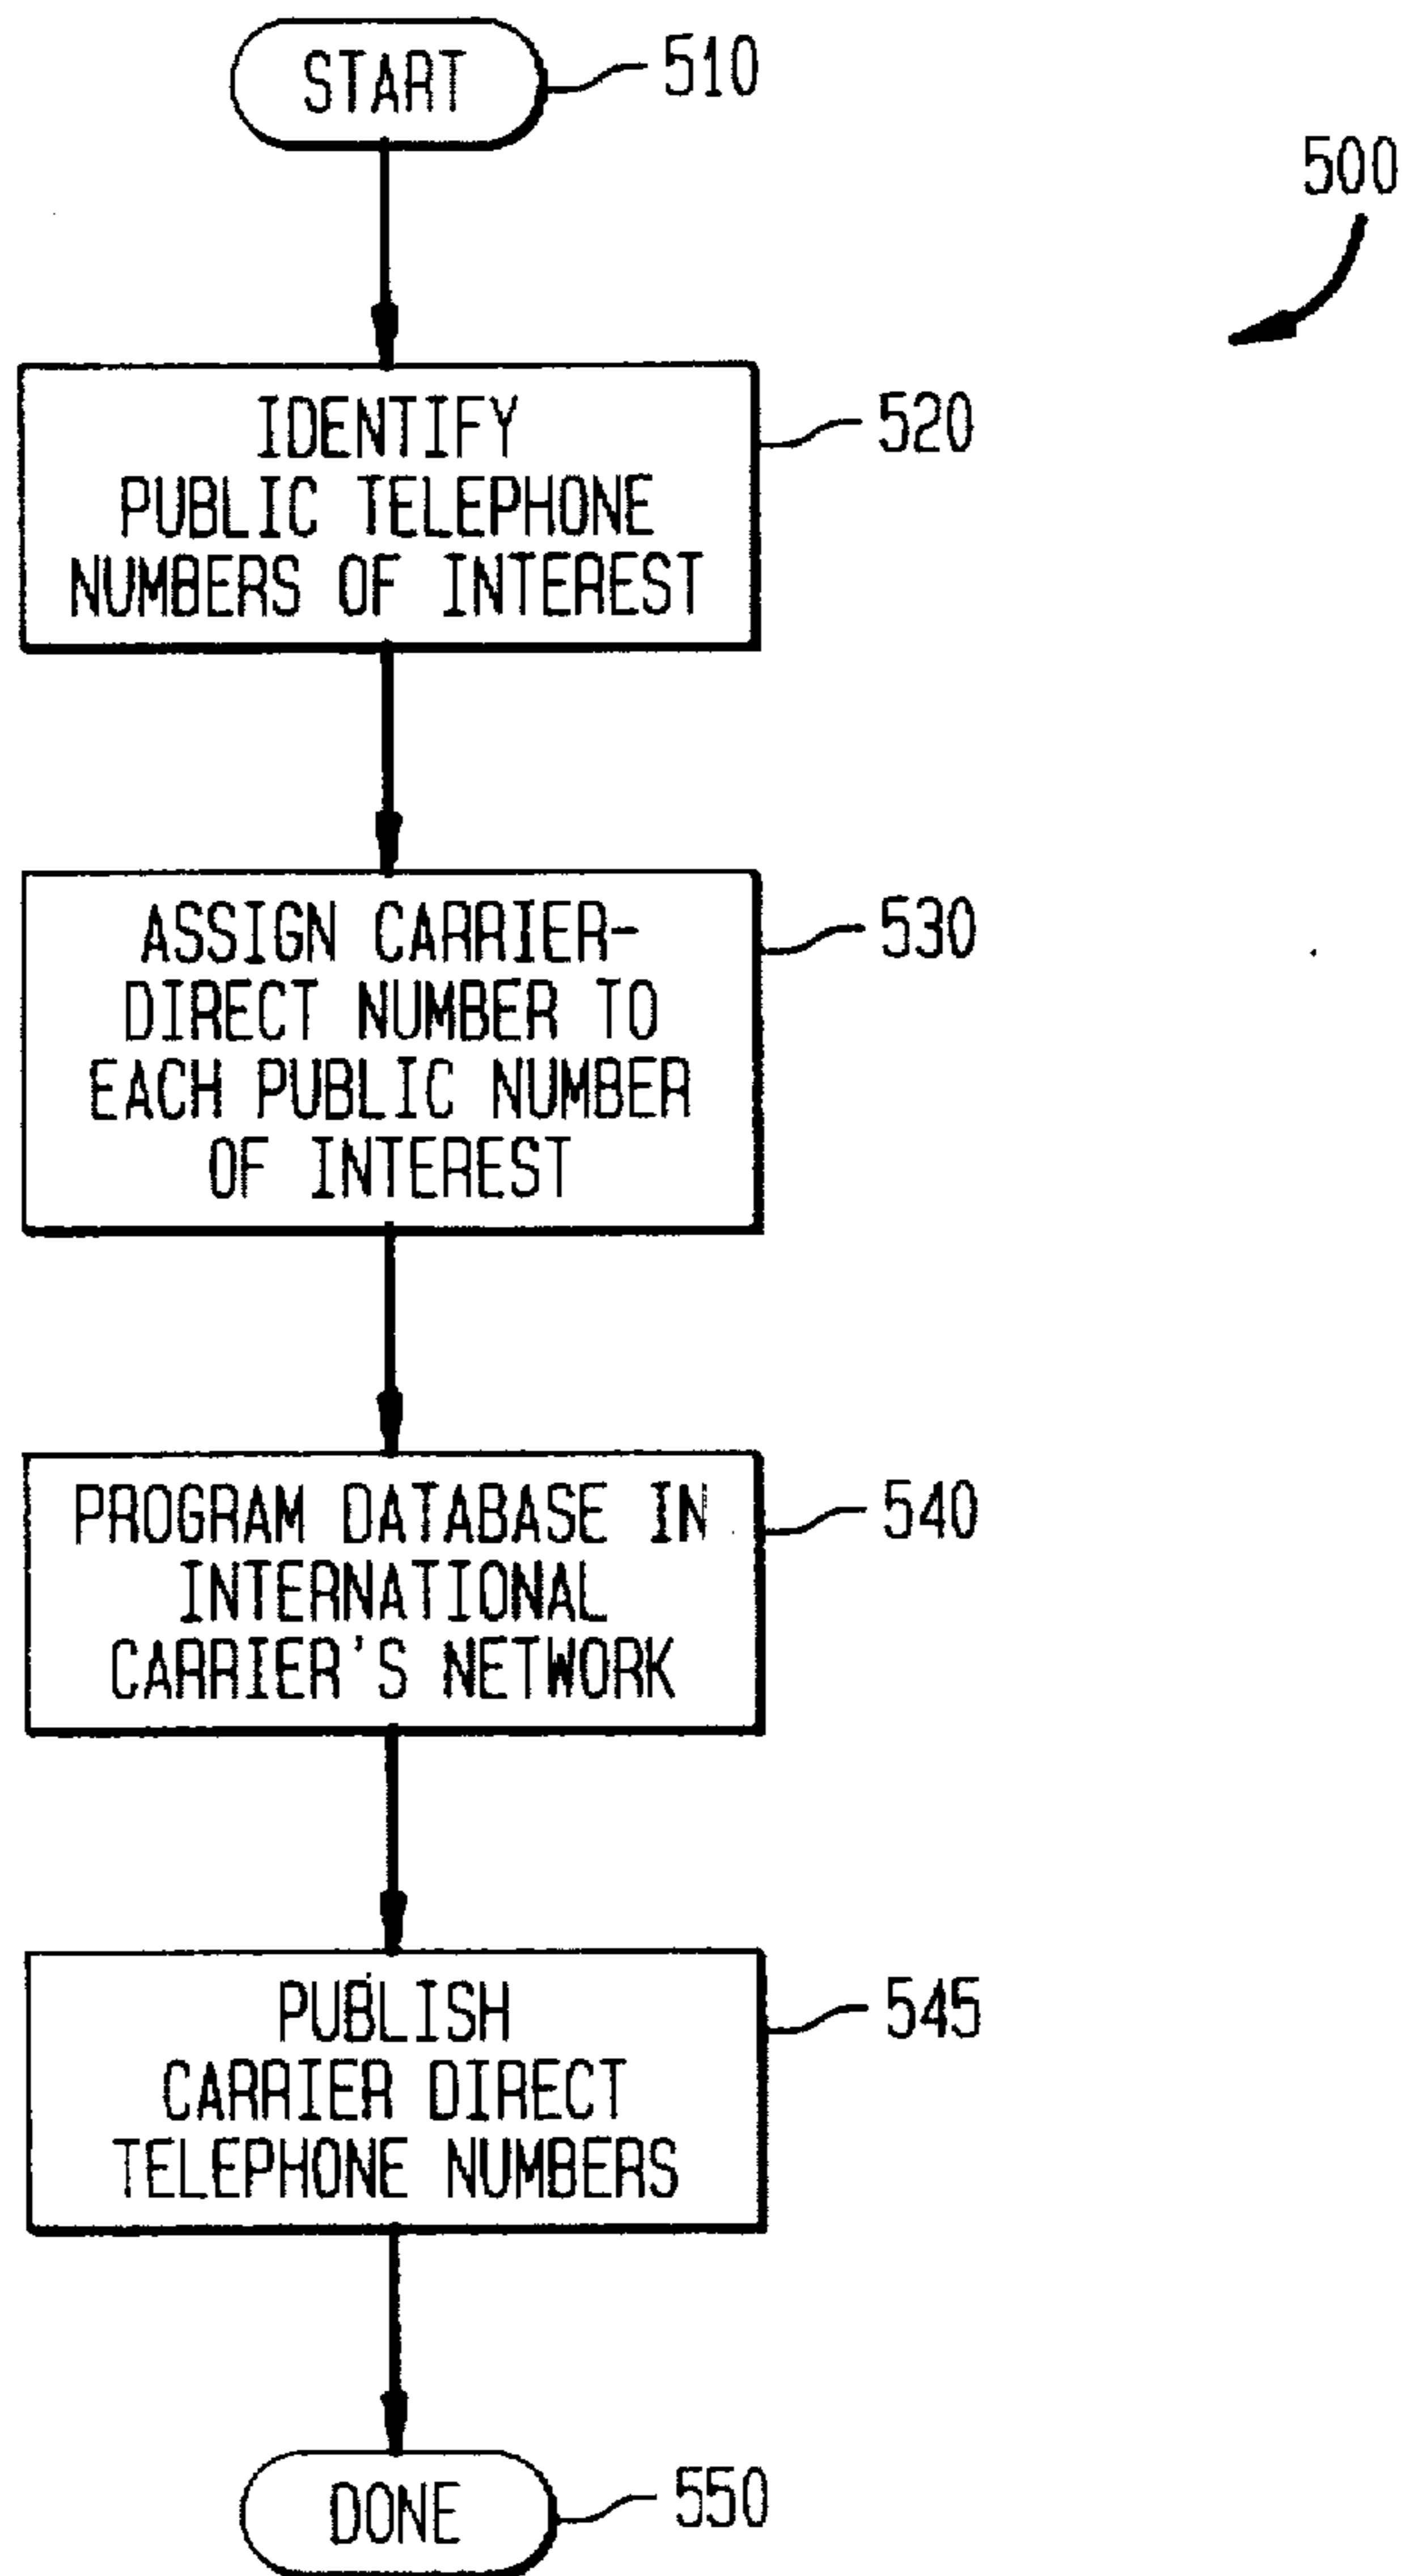 START
510
500
IDENTIFY
PUBLIC TELEPHONE
NUMBERS OF INTEREST
520
ASSIGN CARRIER-
DIRECT NUMBER TO
EACH PUBLIC NUMBER
OF INTEREST
530
PROGRAM DATABASE IN
INTERNATIONAL
CARRIER'S NETWORK
540
PUBLISH
CARRIER DIRECT
TELEPHONE NUMBERS
545
DONE
550